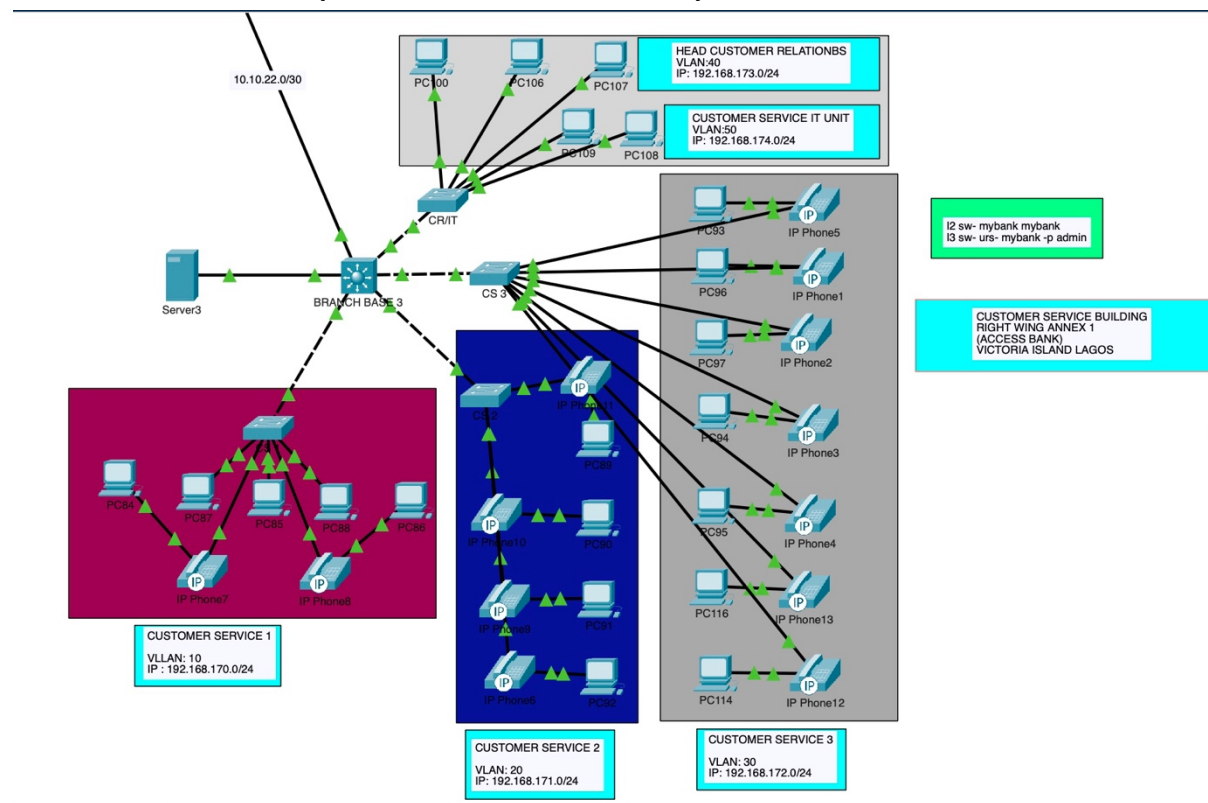 10.10.22.0/30
PC100
PC106
PC107
HEAD CUSTOMER RELATIONBS
VLAN:40
IP: 192.168.173.0/24
PC109
PC108
CUSTOMER SERVICE IT UNIT
VLAN:50
IP: 192.168.174.0/24
CR/IT
Server3
BRANCH BASE 3
CS 3
PC93
IP Phone5
PC96
IP Phone1
PC97
IP Phone2
PC94
IP Phone3
PC95
IP Phone4
PC116
IP Phone13
PC114
IP Phone12
l2 sw- mybank mybank
l3 sw- urs- mybank -p admin
CUSTOMER SERVICE BUILDING
RIGHT WING ANNEX 1
(ACCESS BANK)
VICTORIA ISLAND LAGOS
PC84
PC87
PC85
PC88
PC86
IP Phone7
IP Phone8
CUSTOMER SERVICE 1
VLLAN: 10
IP : 192.168.170.0/24
CS 2
IP Phone11
PC89
IP Phone10
PC90
IP Phone9
PC91
IP Phone6
PC92
CUSTOMER SERVICE 2
VLAN: 20
IP: 192.168.171.0/24
CUSTOMER SERVICE 3
VLAN: 30
IP: 192.168.172.0/24